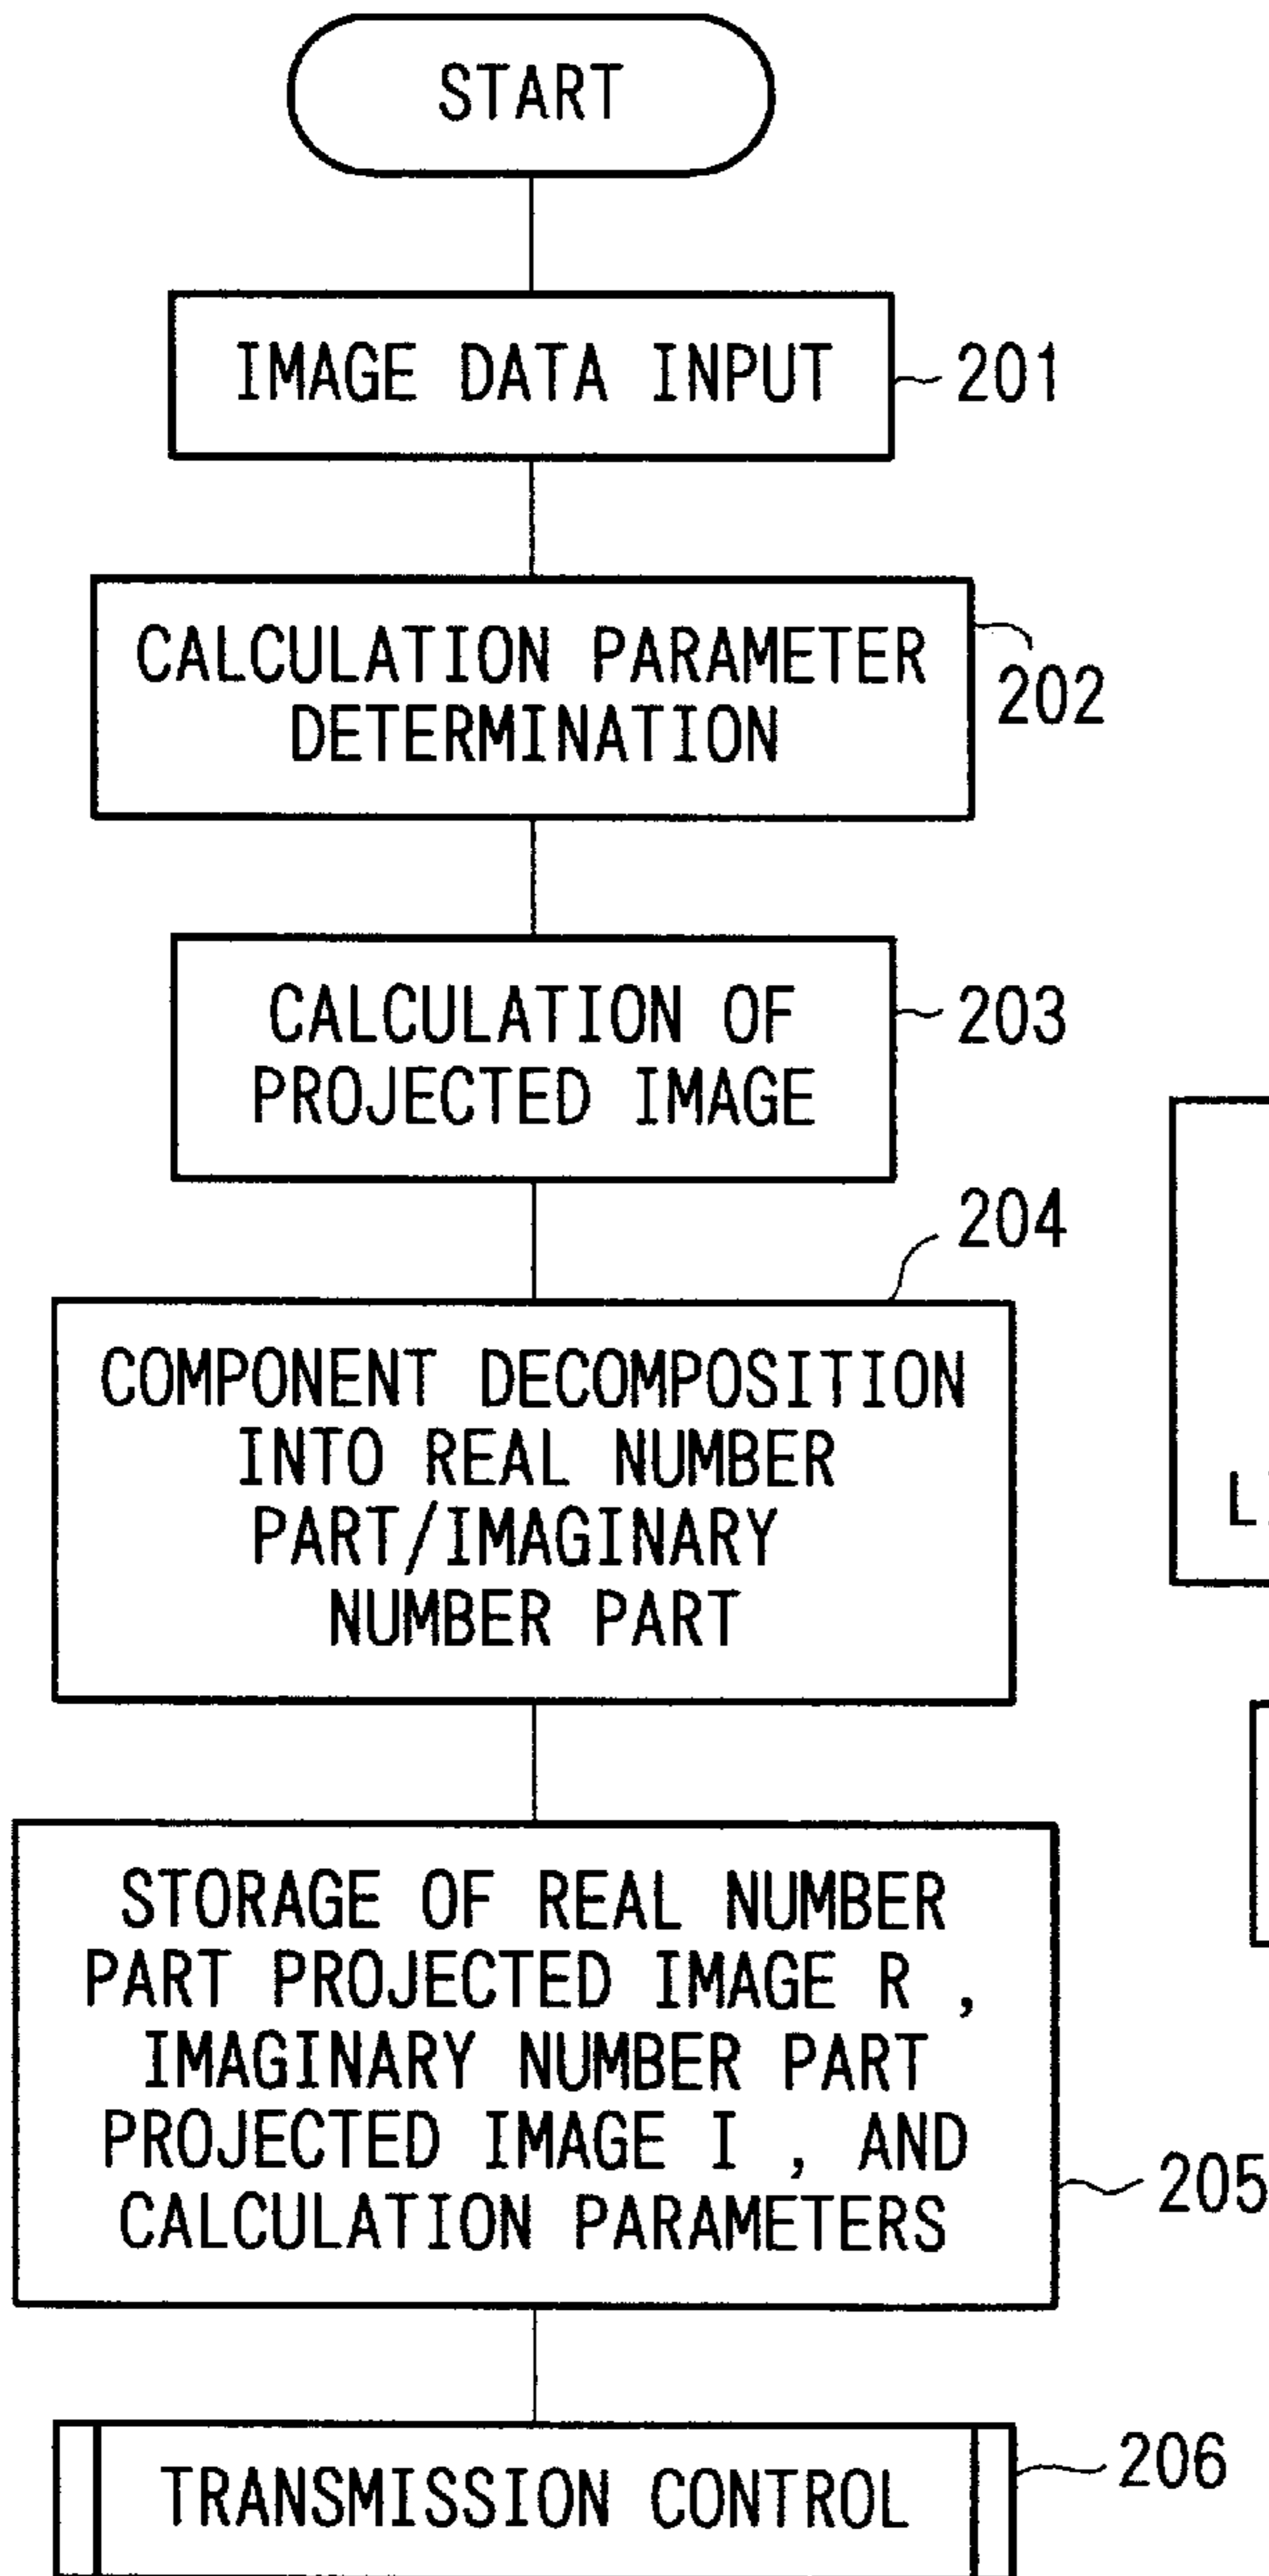 START
IMAGE DATA INPUT
201
CALCULATION PARAMETER
DETERMINATION
202
CALCULATION OF
PROJECTED IMAGE
203
204
COMPONENT DECOMPOSITION
INTO REAL NUMBER
PART/IMAGINARY
NUMBER PART
STORAGE OF REAL NUMBER
PART PROJECTED IMAGE R ,
IMAGINARY NUMBER PART
PROJECTED IMAGE I , AND
CALCULATION PARAMETERS
205
TRANSMISSION CONTROL
206